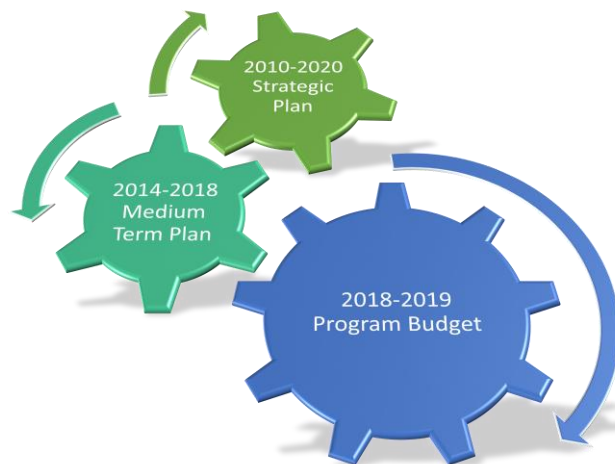 2010-2020
Strategic
Plan
2014-2018
Medium
Term Plan
2018-2019
Program Budget